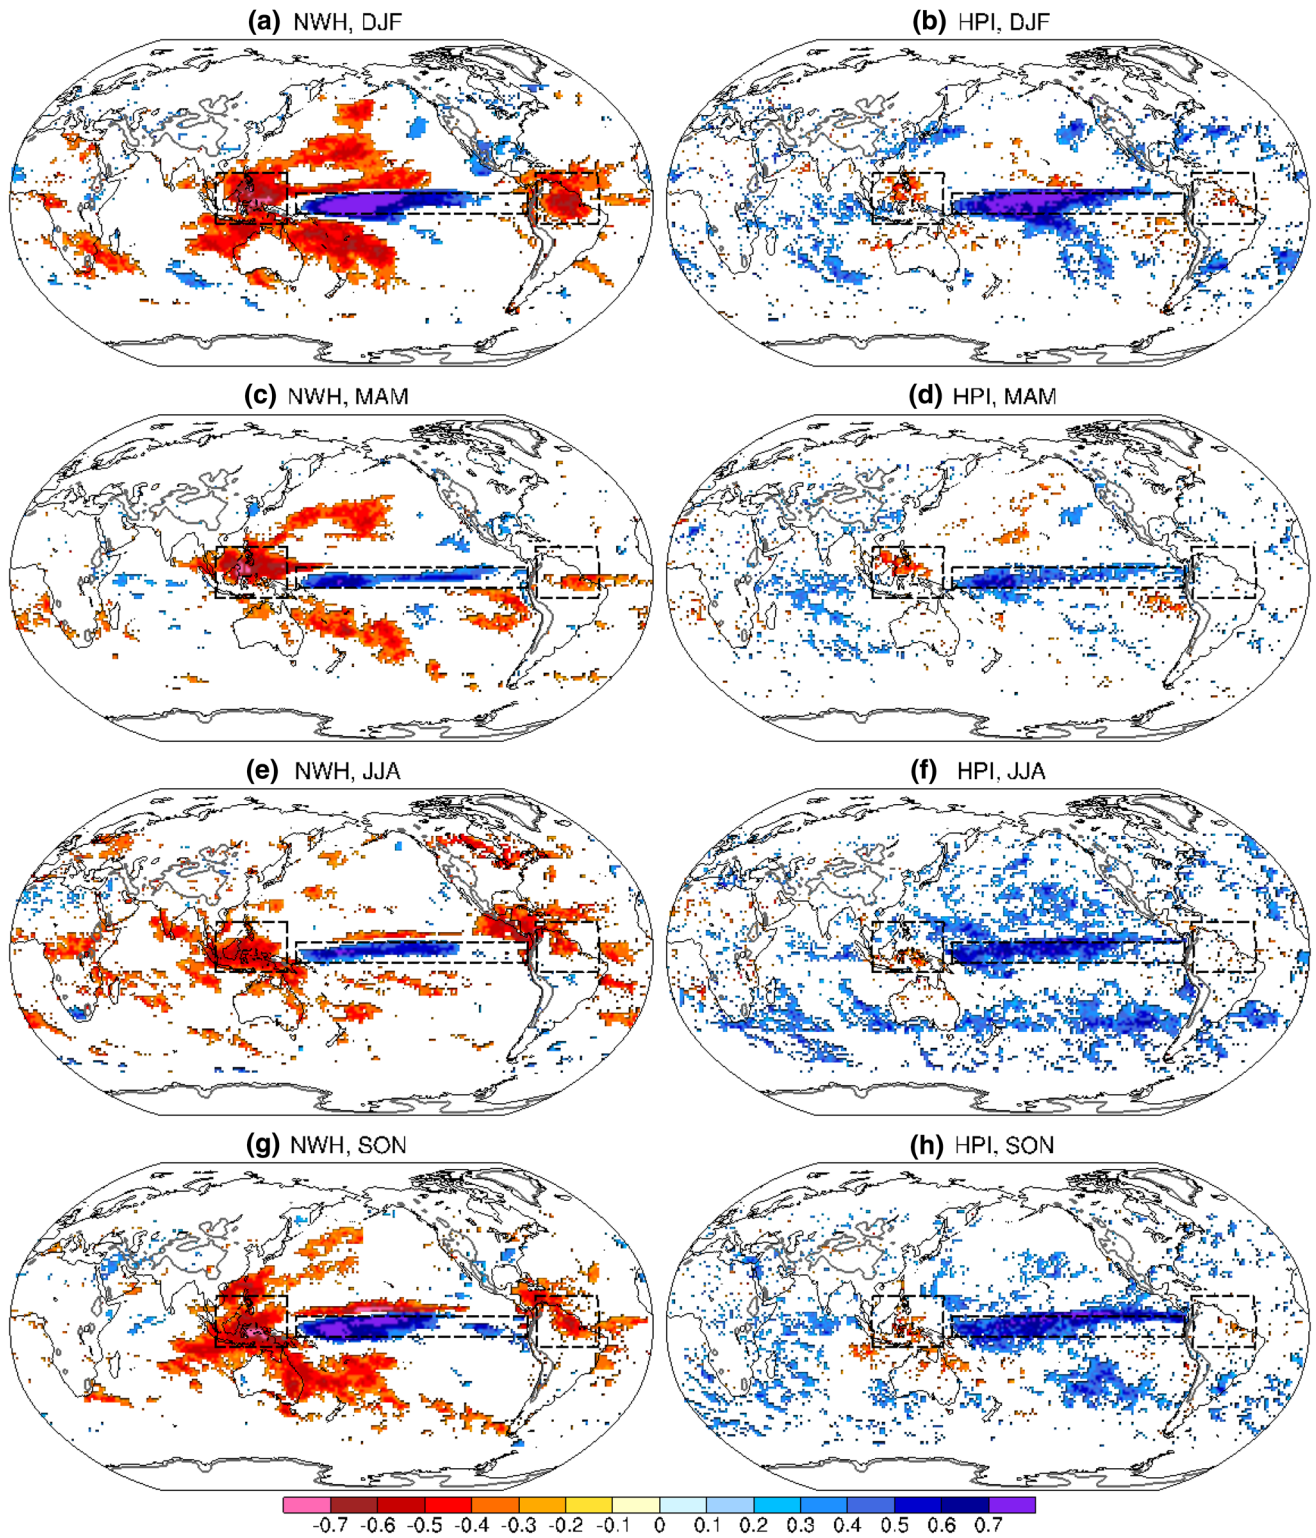 (a) NWH, DJF
(b) HPI, DJF
(c) NWH, MAM
(d) HPI, MAM
(e) NWH, JJA
(f) HPI, JJA
(g) NWH, SON
(h) HPI, SON
-0.7 -0.6 -0.5 -0.4 -0.3 -0.2 -0.1 0 0.1 0.2 0.3 0.4 0.5 0.6 0.7